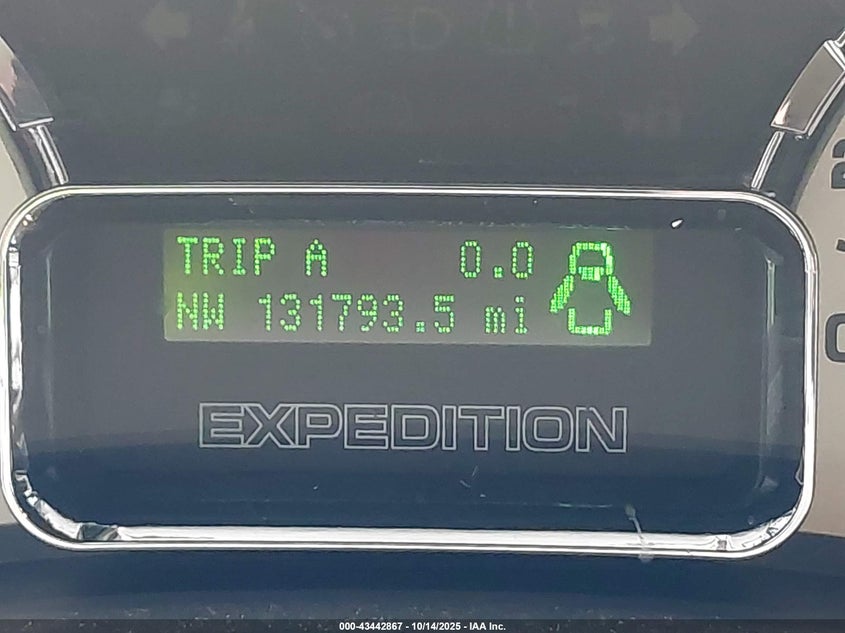 TRIP A 0.0
NW 131793.5 mi
EXPEDITION
000-43442867 - 10/14/2025 - IAA Inc.